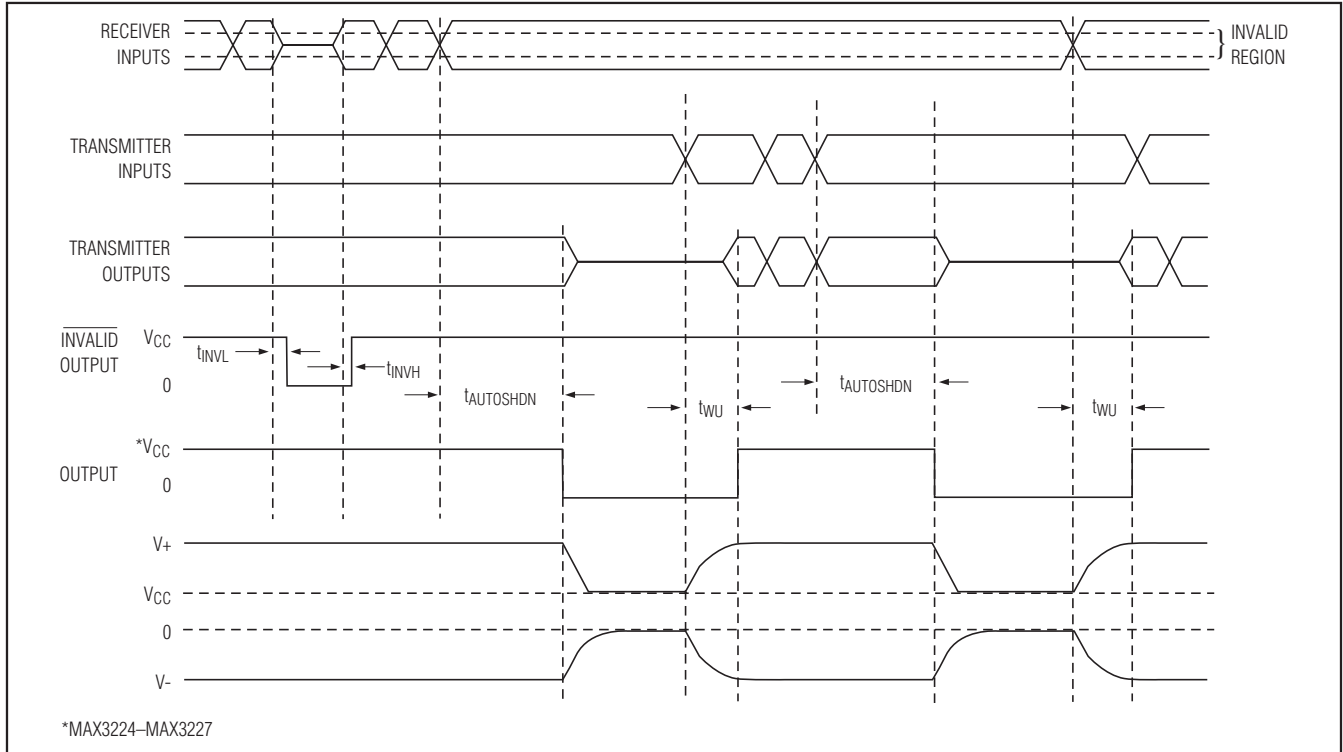 RECEIVER
INPUTS
} INVALID
REGION
TRANSMITTER
INPUTS
TRANSMITTER
OUTPUTS
INVALID
OUTPUT
VCC
0
tINVL
tINVH
tAUTOSHDN
tWU
tAUTOSHDN
tWU
*VCC
OUTPUT
0
V+
VCC
0
V-
*MAX3224–MAX3227